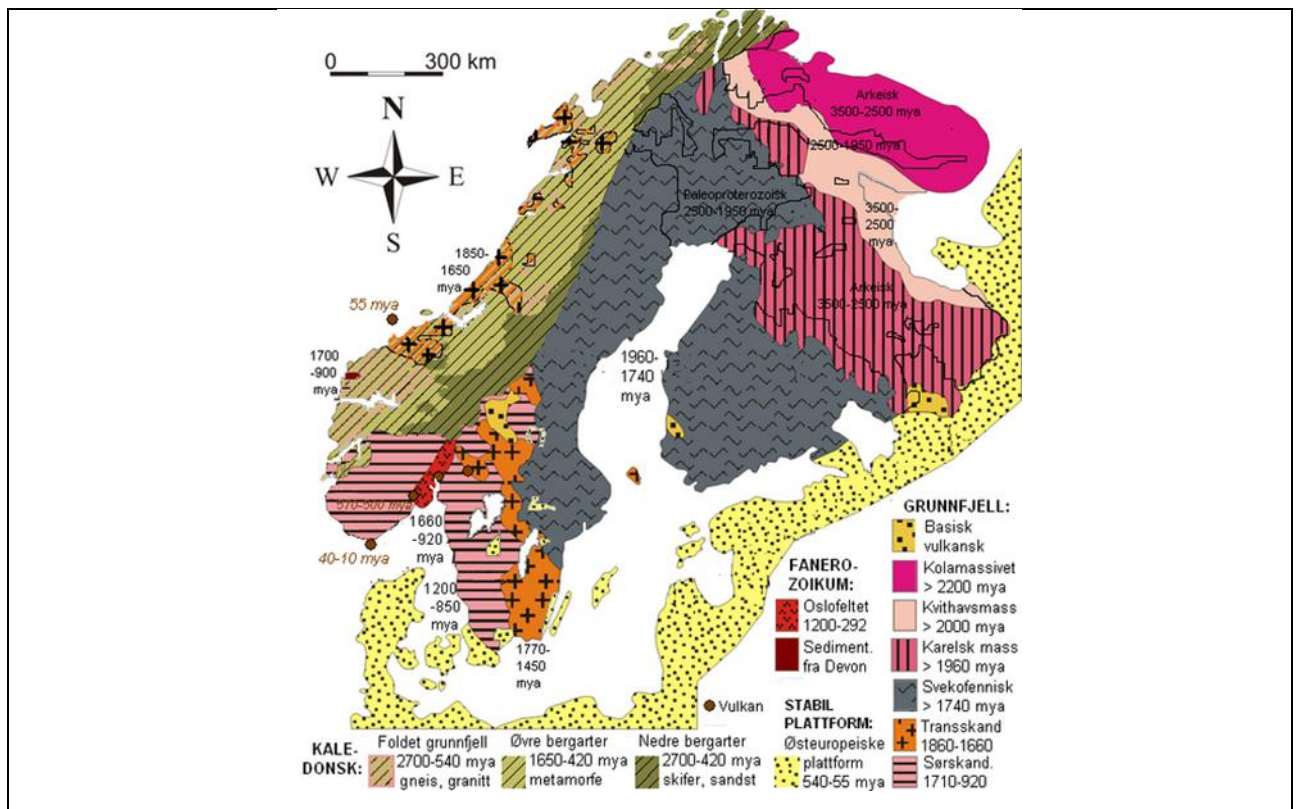 0 300 km
N
W E
S
Arkeisk
3500-2500 mya
2500-1950 mya
Paleoproterozoisk
2500-1950 mya
3500-
2500
mya
1850-
1650
mya
Arkeisk
3500-2500 mya
55 mya
1700
-900
mya
1960-
1740
mya
570-500 mya
1660
-920
mya
40-10 mya
1200
-850
mya
1770-
1450
mya
Vulkan
GRUNNFJELL:
Basisk
vulkansk
Kolamassivet
> 2200 mya
Kvithavsmass
> 2000 mya
Karelsk mass
> 1960 mya
Svekofennisk
> 1740 mya
Transskand
1860-1660
Sørskand.
1710-920
FANERO-
ZOIKUM:
Oslofeltet
1200-292
Sediment.
fra Devon
STABIL
PLATTFORM:
Østeuropeiske
plattform
540-55 mya
KALE-
DONSK:
Foldet grunnfjell
2700-540 mya
gneis, granitt
Øvre bergarter
1650-420 mya
metamorfe
Nedre bergarter
2700-420 mya
skifer, sandst